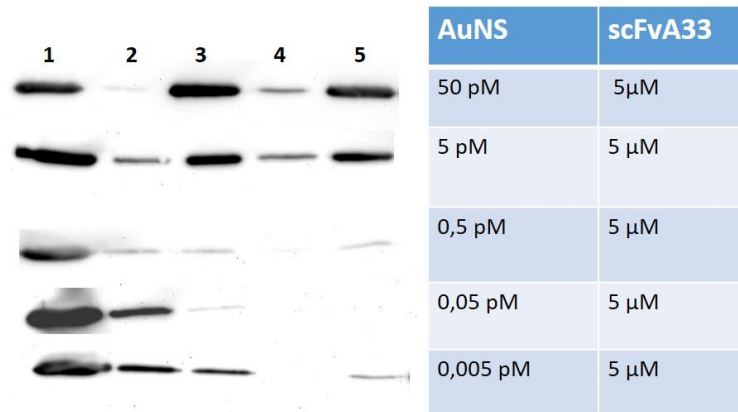 1 2 3 4 5
AuNS scFvA33
50 pM 5μM
5 pM 5 μM
0,5 pM 5 μM
0,05 pM 5 μM
0,005 pM 5 μM